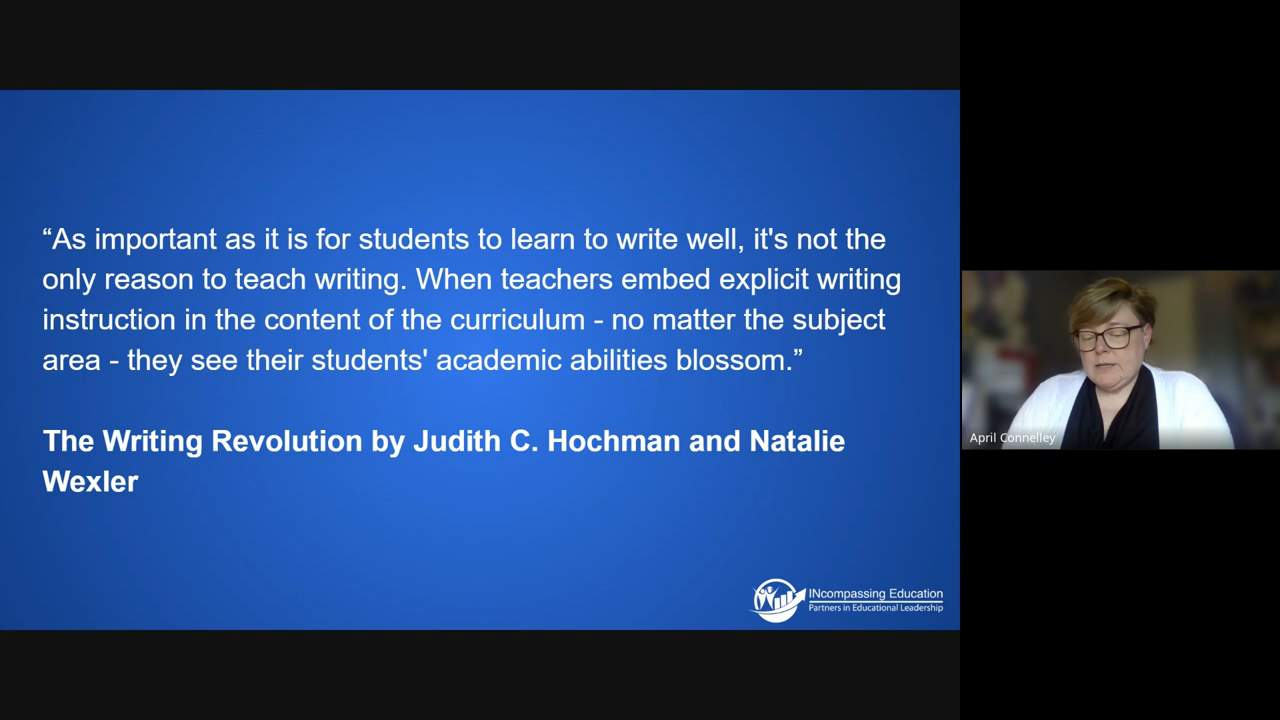 “As important as it is for students to learn to write well, it's not the
only reason to teach writing. When teachers embed explicit writing
instruction in the content of the curriculum - no matter the subject
area - they see their students' academic abilities blossom.”
The Writing Revolution by Judith C. Hochman and Natalie
Wexler
INcompassing Education
Partners in Educational Leadership
April Connelley